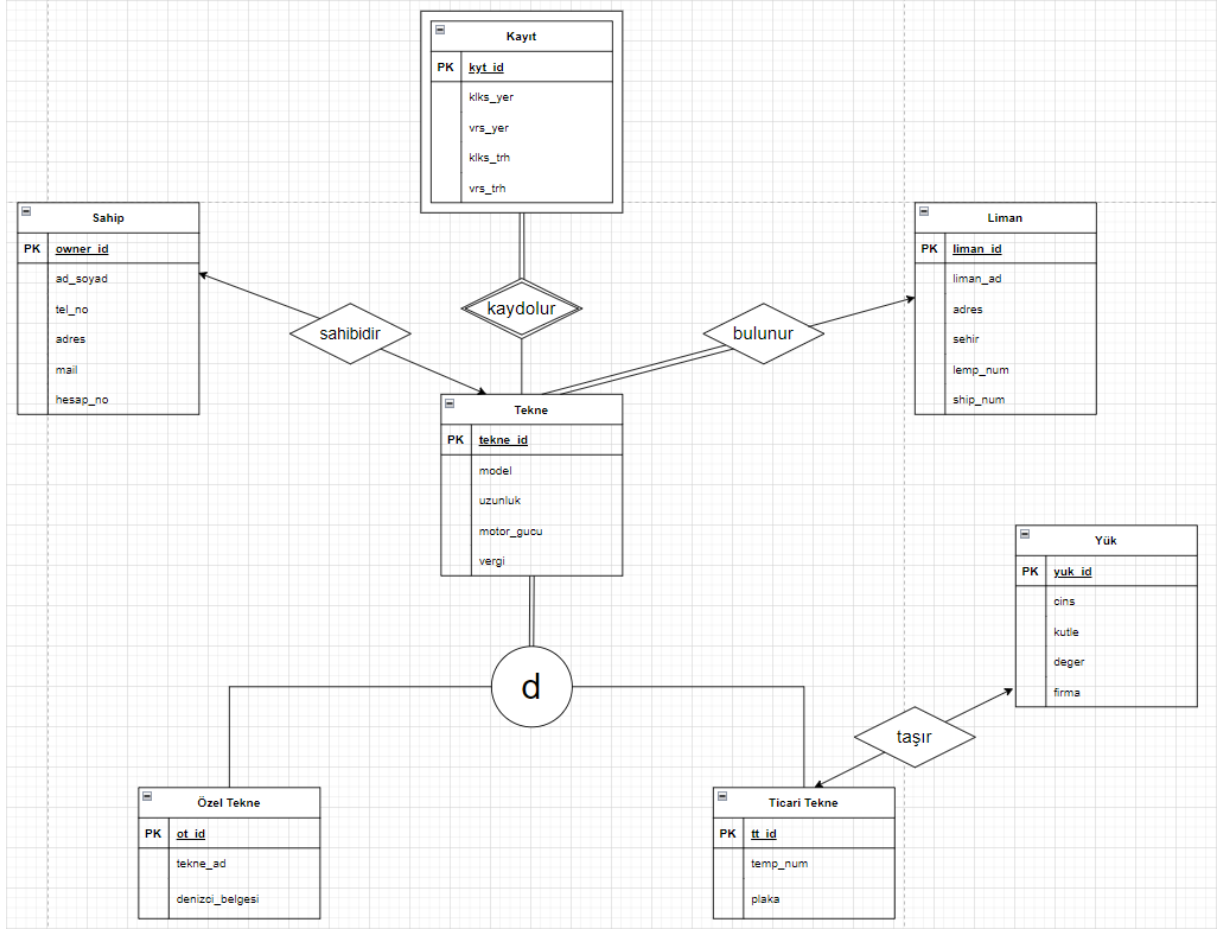 Kayıt
PK kyt_id
klks_yer
vrs_yer
klks_trh
vrs_trh
Sahip
PK owner_id
ad_soyad
tel_no
adres
mail
hesap_no
sahibidir
kaydolur
bulunur
Liman
PK liman_id
liman_ad
adres
sehir
lemp_num
ship_num
Tekne
PK tekne_id
model
uzunluk
motor_gucu
vergi
Yük
PK yuk_id
cins
kutle
deger
firma
d
taşır
Özel Tekne
PK ot_id
tekne_ad
denizci_belgesi
Ticari Tekne
PK tt_id
temp_num
plaka